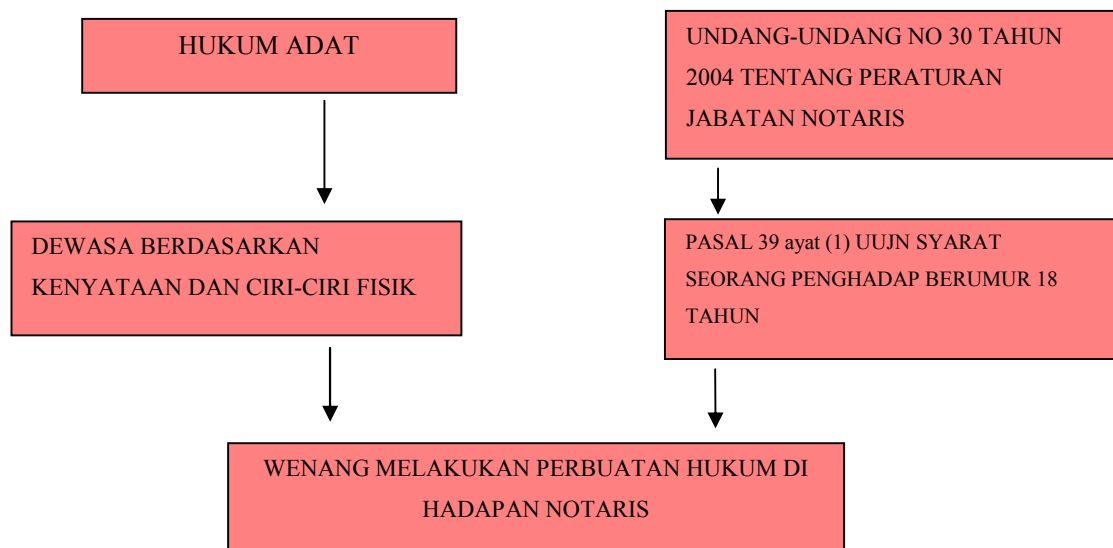 HUKUM ADAT
UNDANG-UNDANG NO 30 TAHUN
2004 TENTANG PERATURAN
JABATAN NOTARIS
DEWASA BERDASARKAN
KENYATAAN DAN CIRI-CIRI FISIK
PASAL 39 ayat (1) UUJN SYARAT
SEORANG PENGHADAP BERUMUR 18
TAHUN
WENANG MELAKUKAN PERBUATAN HUKUM DI
HADAPAN NOTARIS